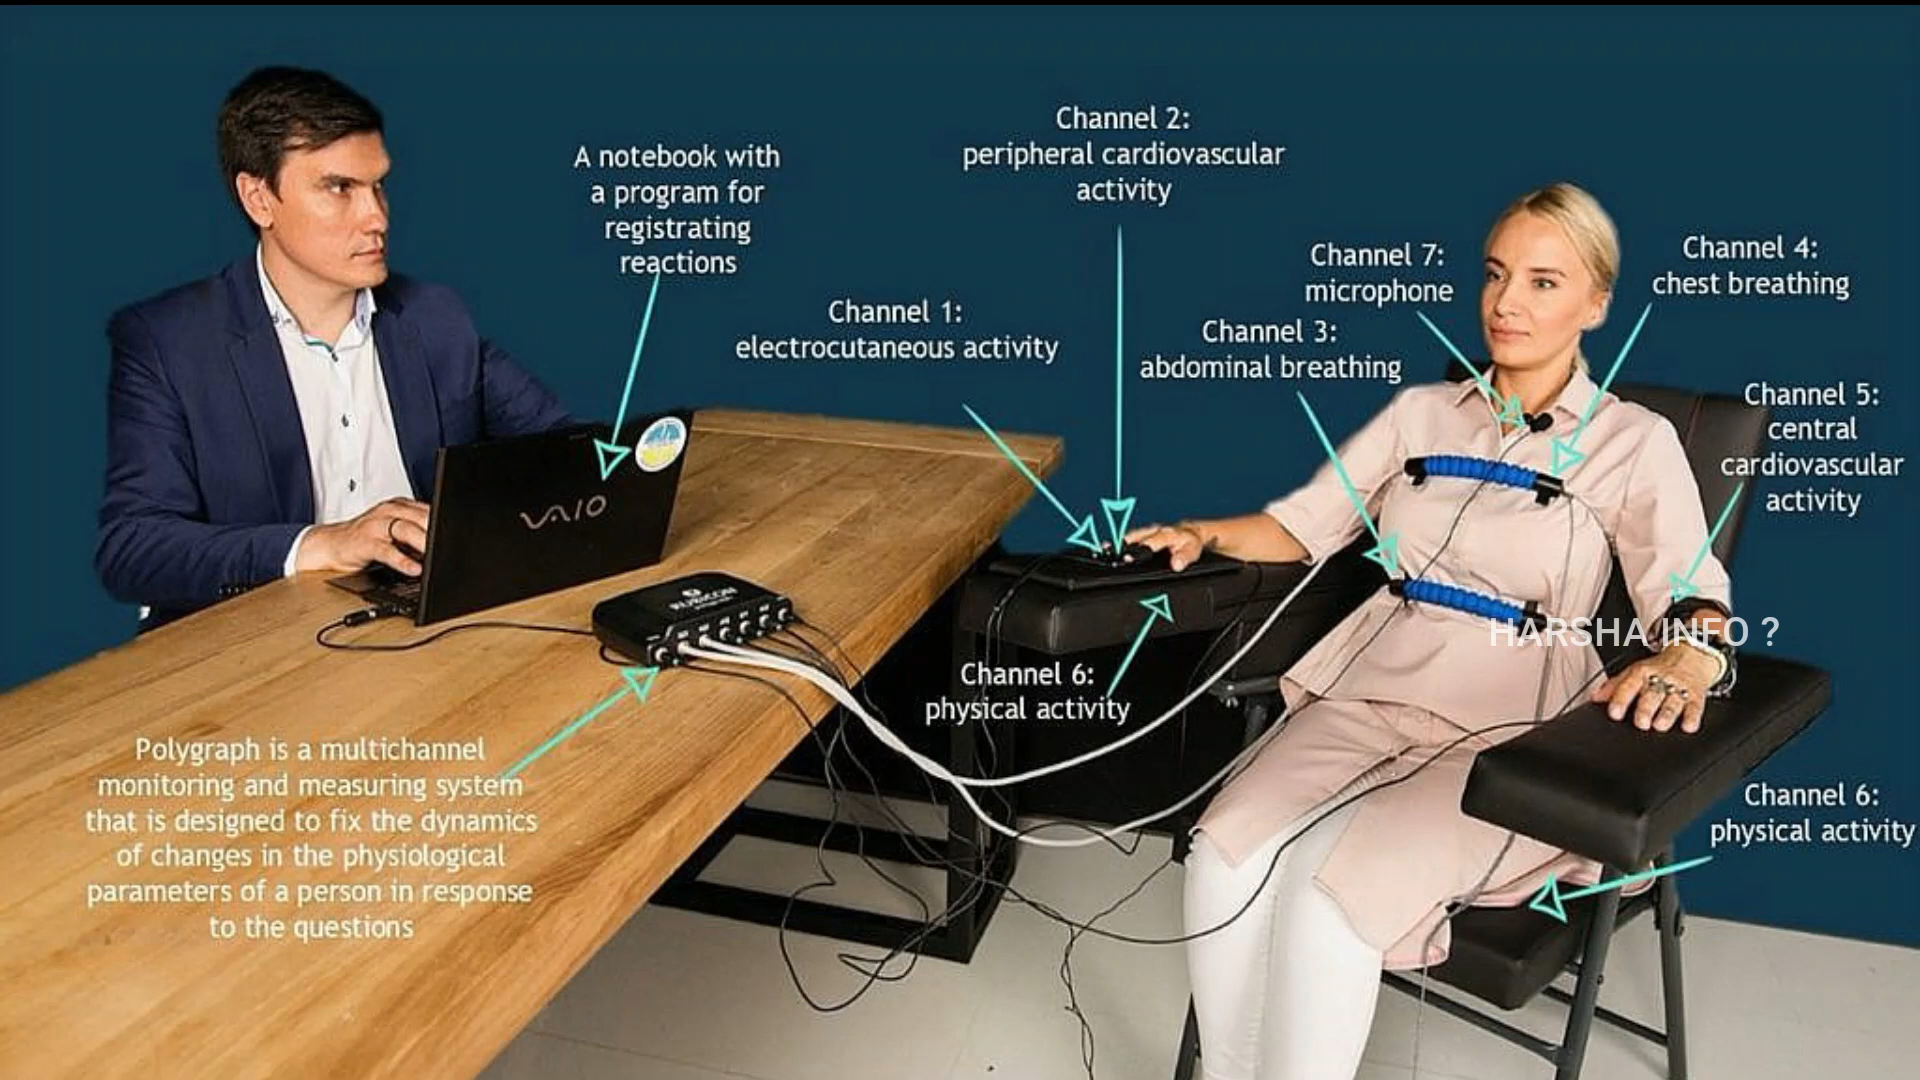 A notebook with
a program for
registrating
reactions
Channel 1:
electrocutaneous activity
Channel 2:
peripheral cardiovascular
activity
Channel 7:
microphone
Channel 3:
abdominal breathing
Channel 4:
chest breathing
Channel 5:
central
cardiovascular
activity
VAIO
RUBICON
HARSHA INFO ?
Channel 6:
physical activity
Polygraph is a multichannel
monitoring and measuring system
that is designed to fix the dynamics
of changes in the physiological
parameters of a person in response
to the questions
Channel 6:
physical activity